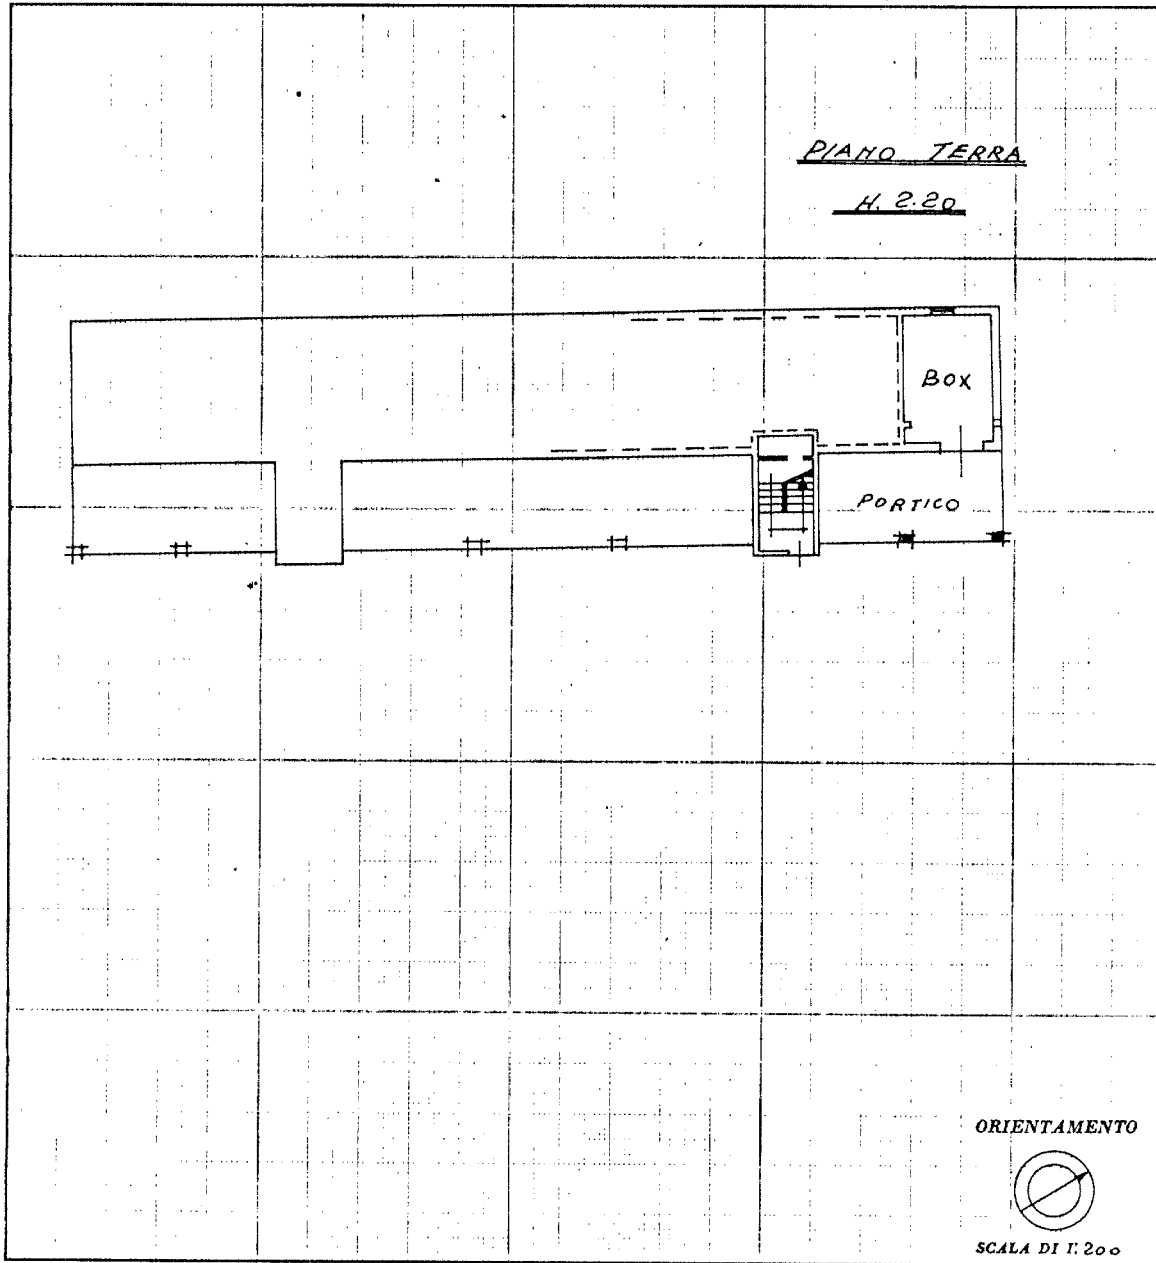 PIANO TERRA
H. 2.20
BOX
PORTICO
ORIENTAMENTO
SCALA DI 1: 200